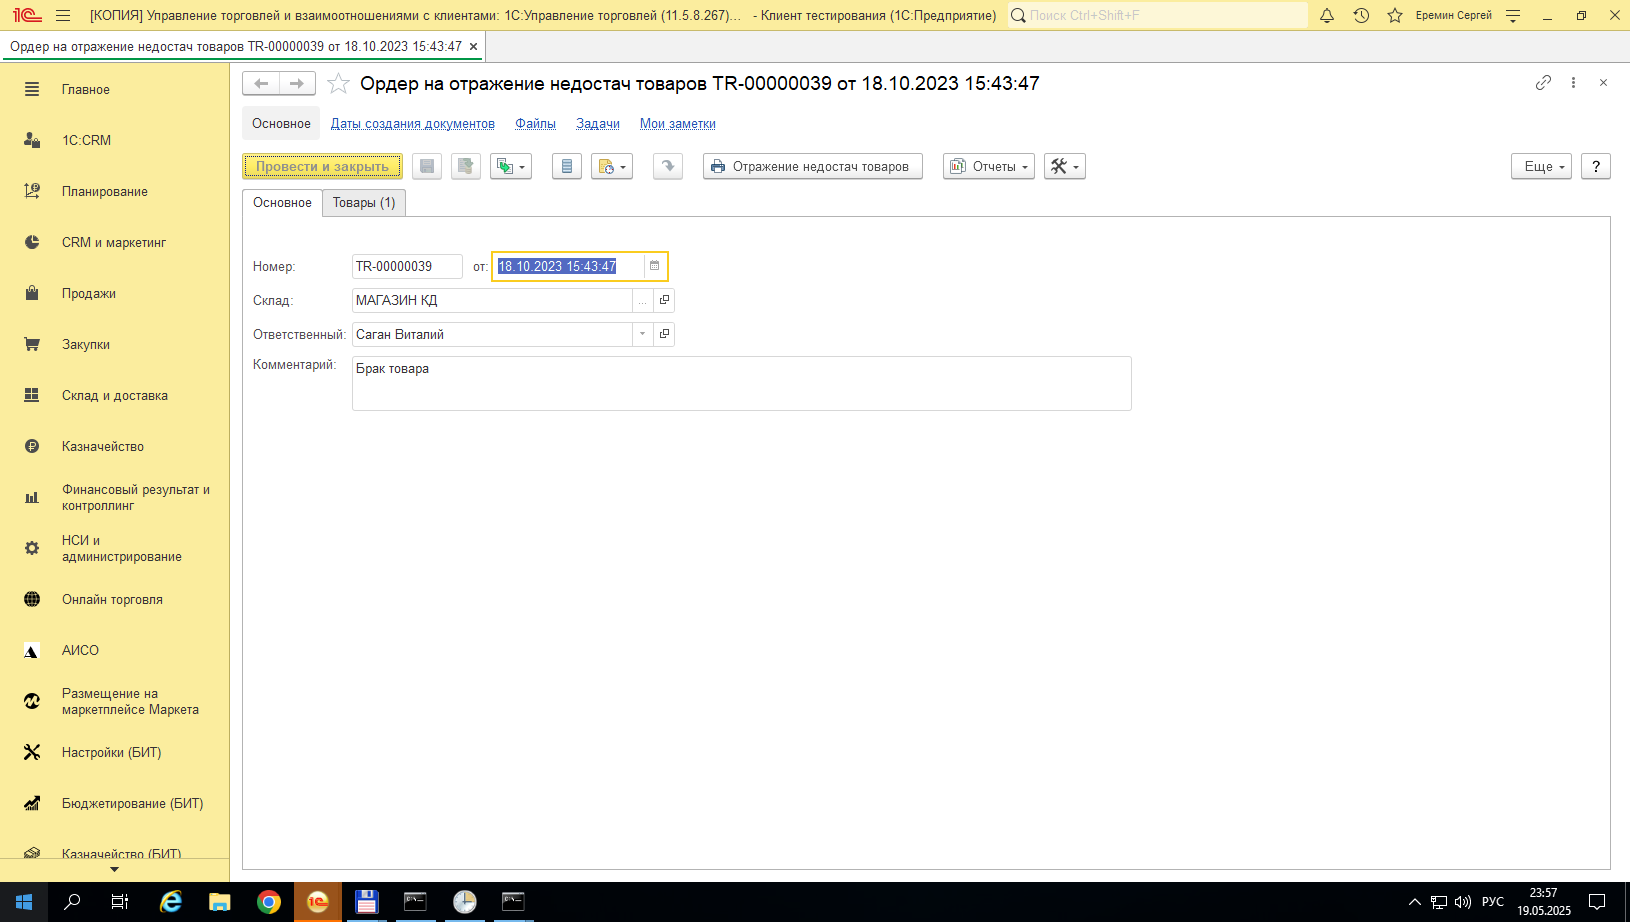 [КОПИЯ] Управление торговлей и взаимоотношениями с клиентами: 1С:Управление торговлей (11.5.8.267)... - Клиент тестирования (1С:Предприятие)
Поиск Ctrl+Shift+F
Еремин Сергей
Ордер на отражение недостач товаров TR-00000039 от 18.10.2023 15:43:47 ×
Главное
1С:CRM
Планирование
CRM и маркетинг
Продажи
Закупки
Склад и доставка
Казначейство
Финансовый результат и
контроллинг
НСИ и
администрирование
Онлайн торговля
АИСО
Размещение на
маркетплейсе Маркета
Настройки (БИТ)
Бюджетирование (БИТ)
Казначейство (БИТ)
Ордер на отражение недостач товаров TR-00000039 от 18.10.2023 15:43:47
Основное Даты создания документов Файлы Задачи Мои заметки
Провести и закрыть Отражение недостач товаров Отчеты Еще ?
Основное Товары (1)
Номер: TR-00000039 от: 18.10.2023 15:43:47
Склад: МАГАЗИН КД ...
Ответственный: Саган Виталий
Комментарий: Брак товара
РУС
23:57
19.05.2025